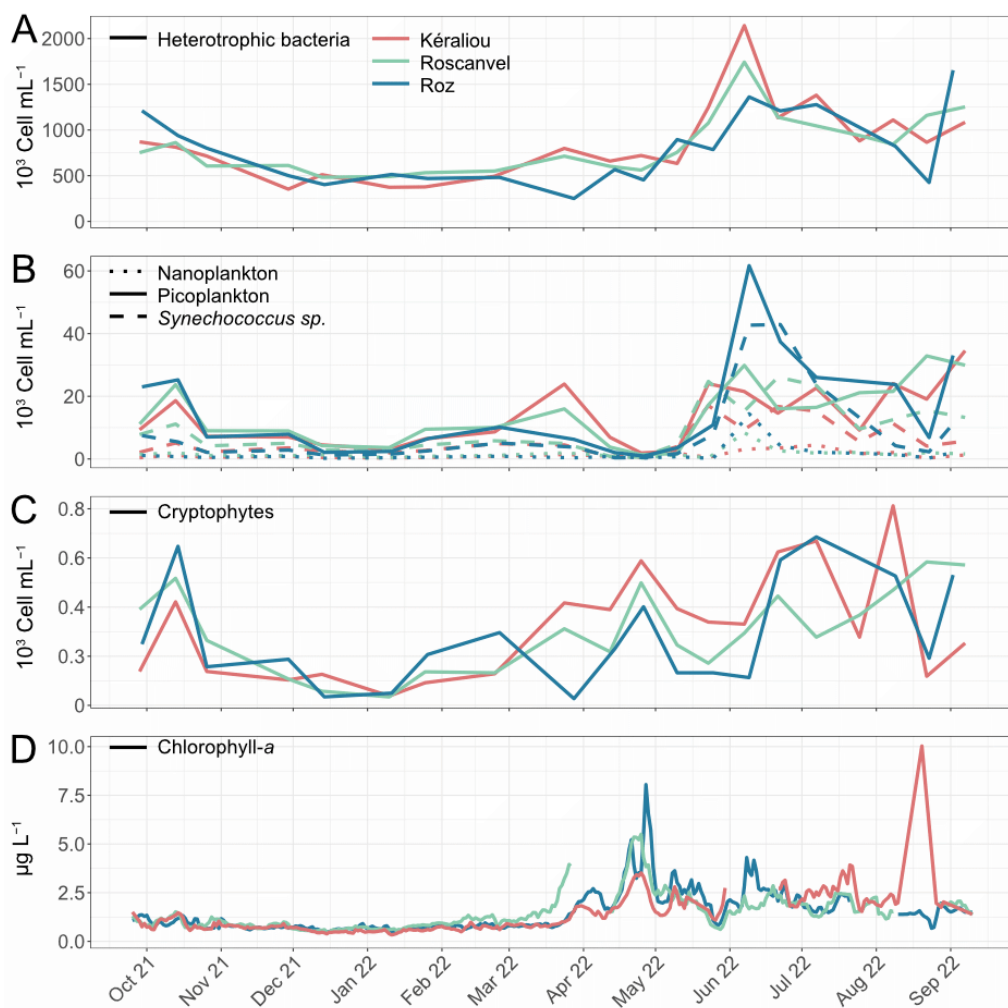 A
Heterotrophic bacteria
Kéraliou
Roscanvel
Roz
10³ Cell mL⁻¹
2000
1500
1000
500
0
B
Nanoplankton
Picoplankton
Synechococcus sp.
10³ Cell mL⁻¹
60
40
20
0
C
Cryptophytes
10³ Cell mL⁻¹
0.8
0.6
0.4
0.3
0
D
Chlorophyll-a
µg L⁻¹
10.0
7.5
5.0
2.5
0.0
Oct 21
Nov 21
Dec 21
Jan 22
Feb 22
Mar 22
Apr 22
May 22
Jun 22
Jul 22
Aug 22
Sep 22